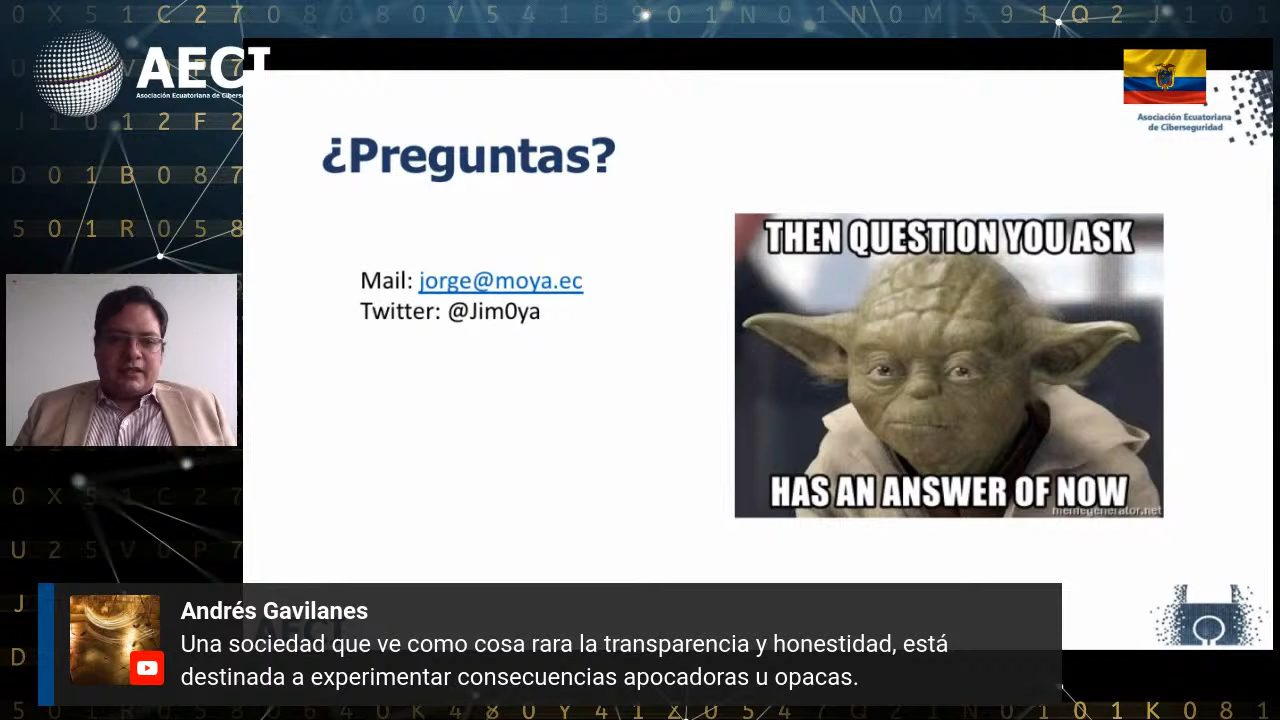 AECI
Asociación Ecuatoriana de
Asociación Ecuatoriana
de Ciberseguridad
¿Preguntas?
Mail: jorge@moya.ec
Twitter: @Jim0ya
THEN QUESTION YOU ASK
HAS AN ANSWER OF NOW
memegenerator.net
Andrés Gavilanes
Una sociedad que ve como cosa rara la transparencia y honestidad, está
destinada a experimentar consecuencias apocadoras u opacas.